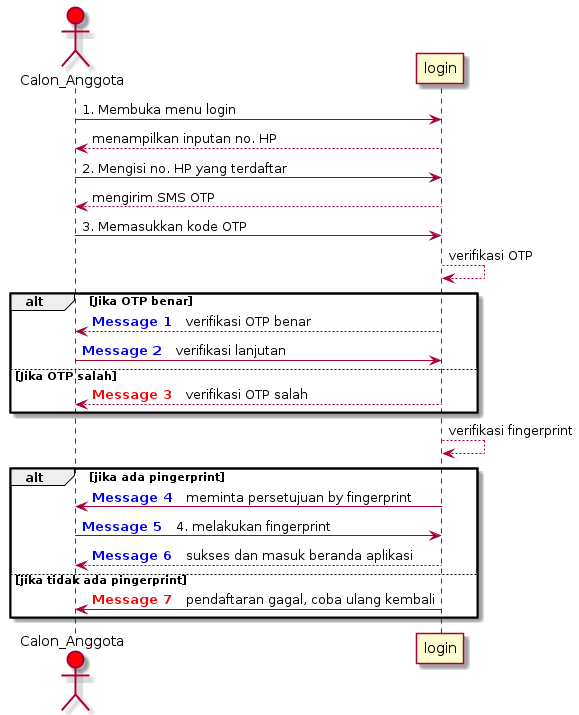 Calon_Anggota
login
1. Membuka menu login
menampilkan inputan no. HP
2. Mengisi no. HP yang terdaftar
mengirim SMS OTP
3. Memasukkan kode OTP
verifikasi OTP
alt [Jika OTP benar]
Message 1 verifikasi OTP benar
Message 2 verifikasi lanjutan
[Jika OTP salah]
Message 3 verifikasi OTP salah
verifikasi fingerprint
alt [jika ada pingerprint]
Message 4 meminta persetujuan by fingerprint
Message 5 4. melakukan fingerprint
Message 6 sukses dan masuk beranda aplikasi
[jika tidak ada pingerprint]
Message 7 pendaftaran gagal, coba ulang kembali
Calon_Anggota
login